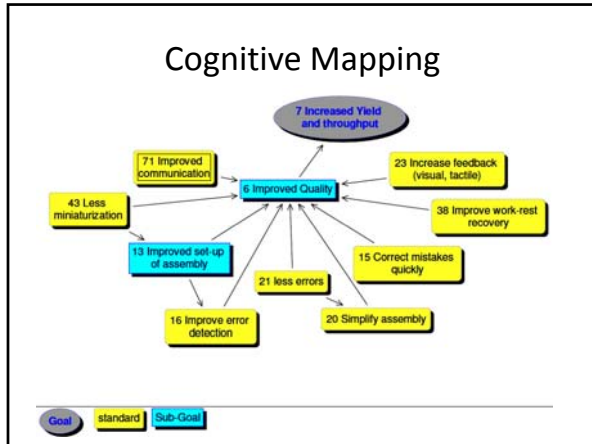 Cognitive Mapping
7 Increased Yield
and throughput
71 Improved
communication
23 Increase feedback
(visual, tactile)
6 Improved Quality
43 Less
miniaturization
38 Improve work-rest
recovery
13 Improved set-up
of assembly
15 Correct mistakes
quickly
21 less errors
16 Improve error
detection
20 Simplify assembly
Goal
standard
Sub-Goal